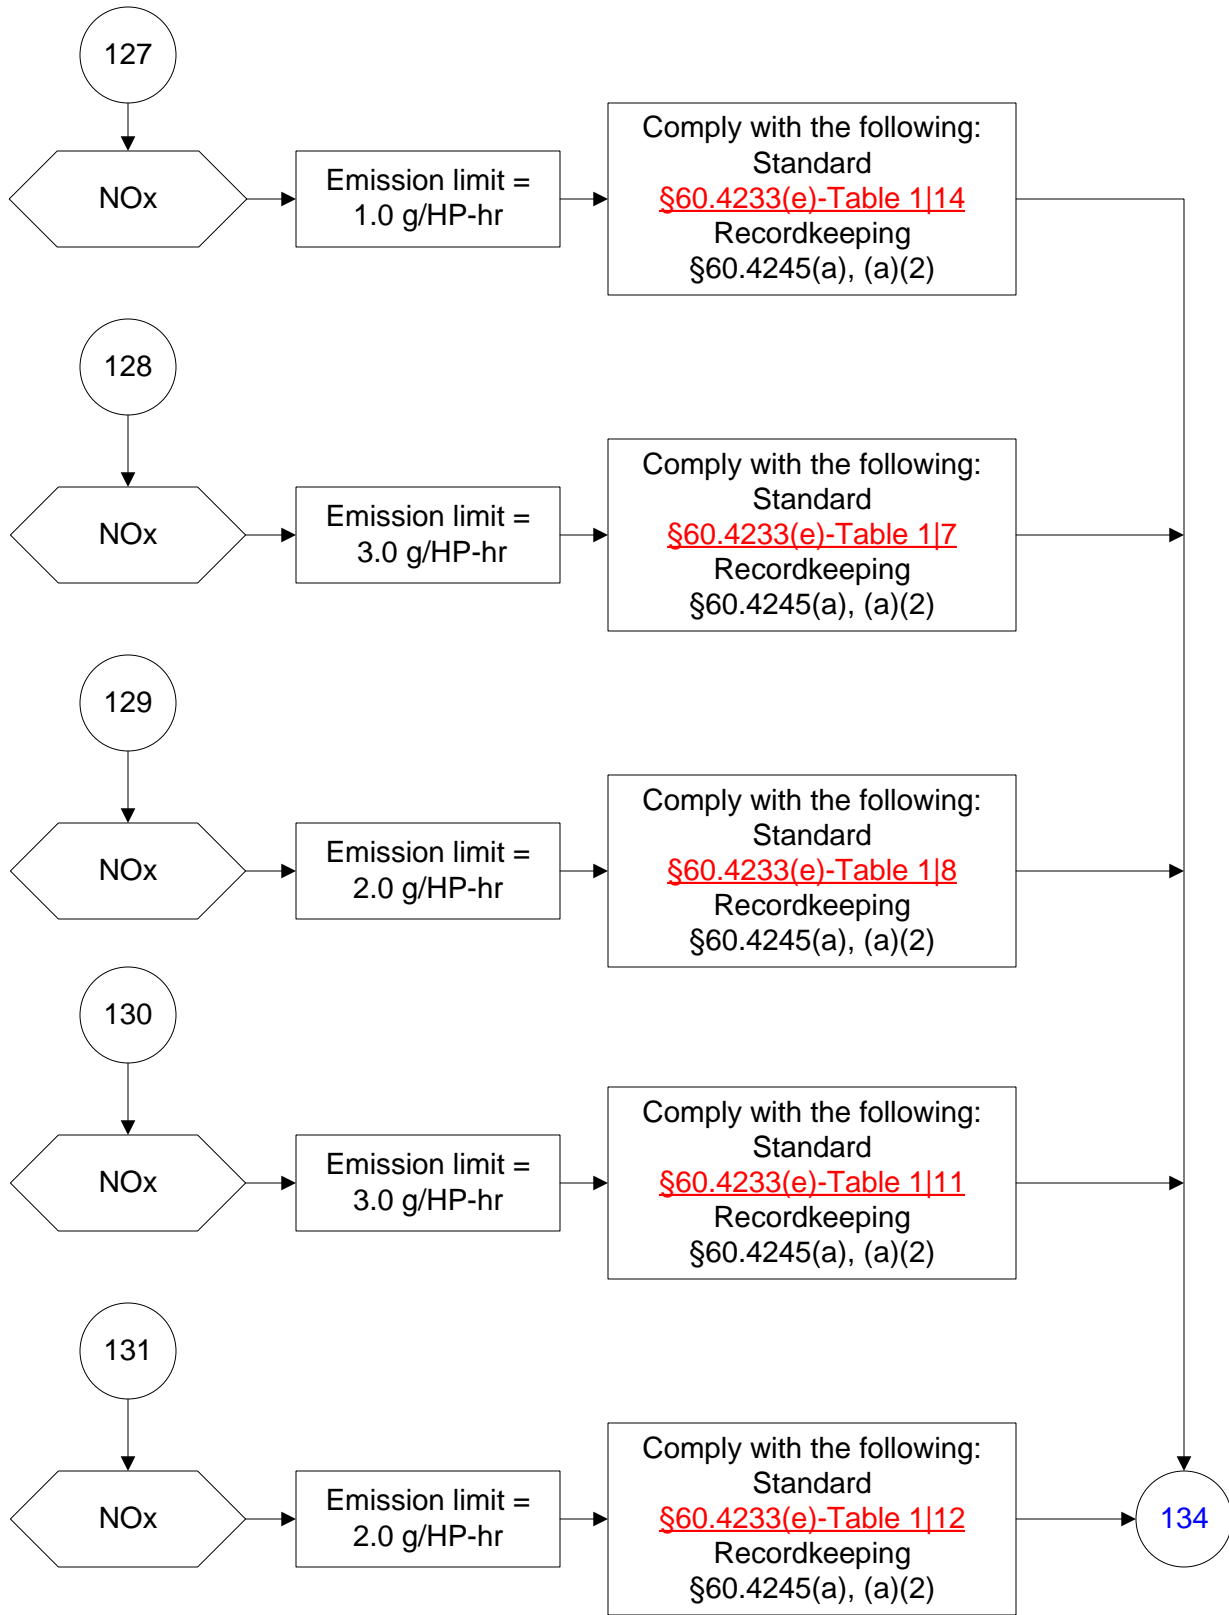 127
NOx
Emission limit =
1.0 g/HP-hr
Comply with the following:
Standard
§60.4233(e)-Table 1|14
Recordkeeping
§60.4245(a), (a)(2)
128
NOx
Emission limit =
3.0 g/HP-hr
Comply with the following:
Standard
§60.4233(e)-Table 1|7
Recordkeeping
§60.4245(a), (a)(2)
129
NOx
Emission limit =
2.0 g/HP-hr
Comply with the following:
Standard
§60.4233(e)-Table 1|8
Recordkeeping
§60.4245(a), (a)(2)
130
NOx
Emission limit =
3.0 g/HP-hr
Comply with the following:
Standard
§60.4233(e)-Table 1|11
Recordkeeping
§60.4245(a), (a)(2)
131
NOx
Emission limit =
2.0 g/HP-hr
Comply with the following:
Standard
§60.4233(e)-Table 1|12
Recordkeeping
§60.4245(a), (a)(2)
134